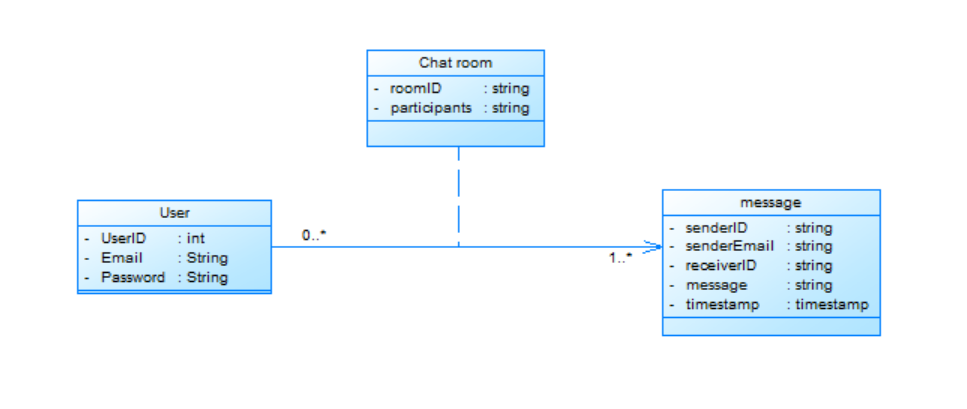 Chat room
- roomID : string
- participants : string
User
- UserID : int
- Email : String
- Password : String
0..*
1..*
message
- senderID : string
- senderEmail : string
- receiverID : string
- message : string
- timestamp : timestamp